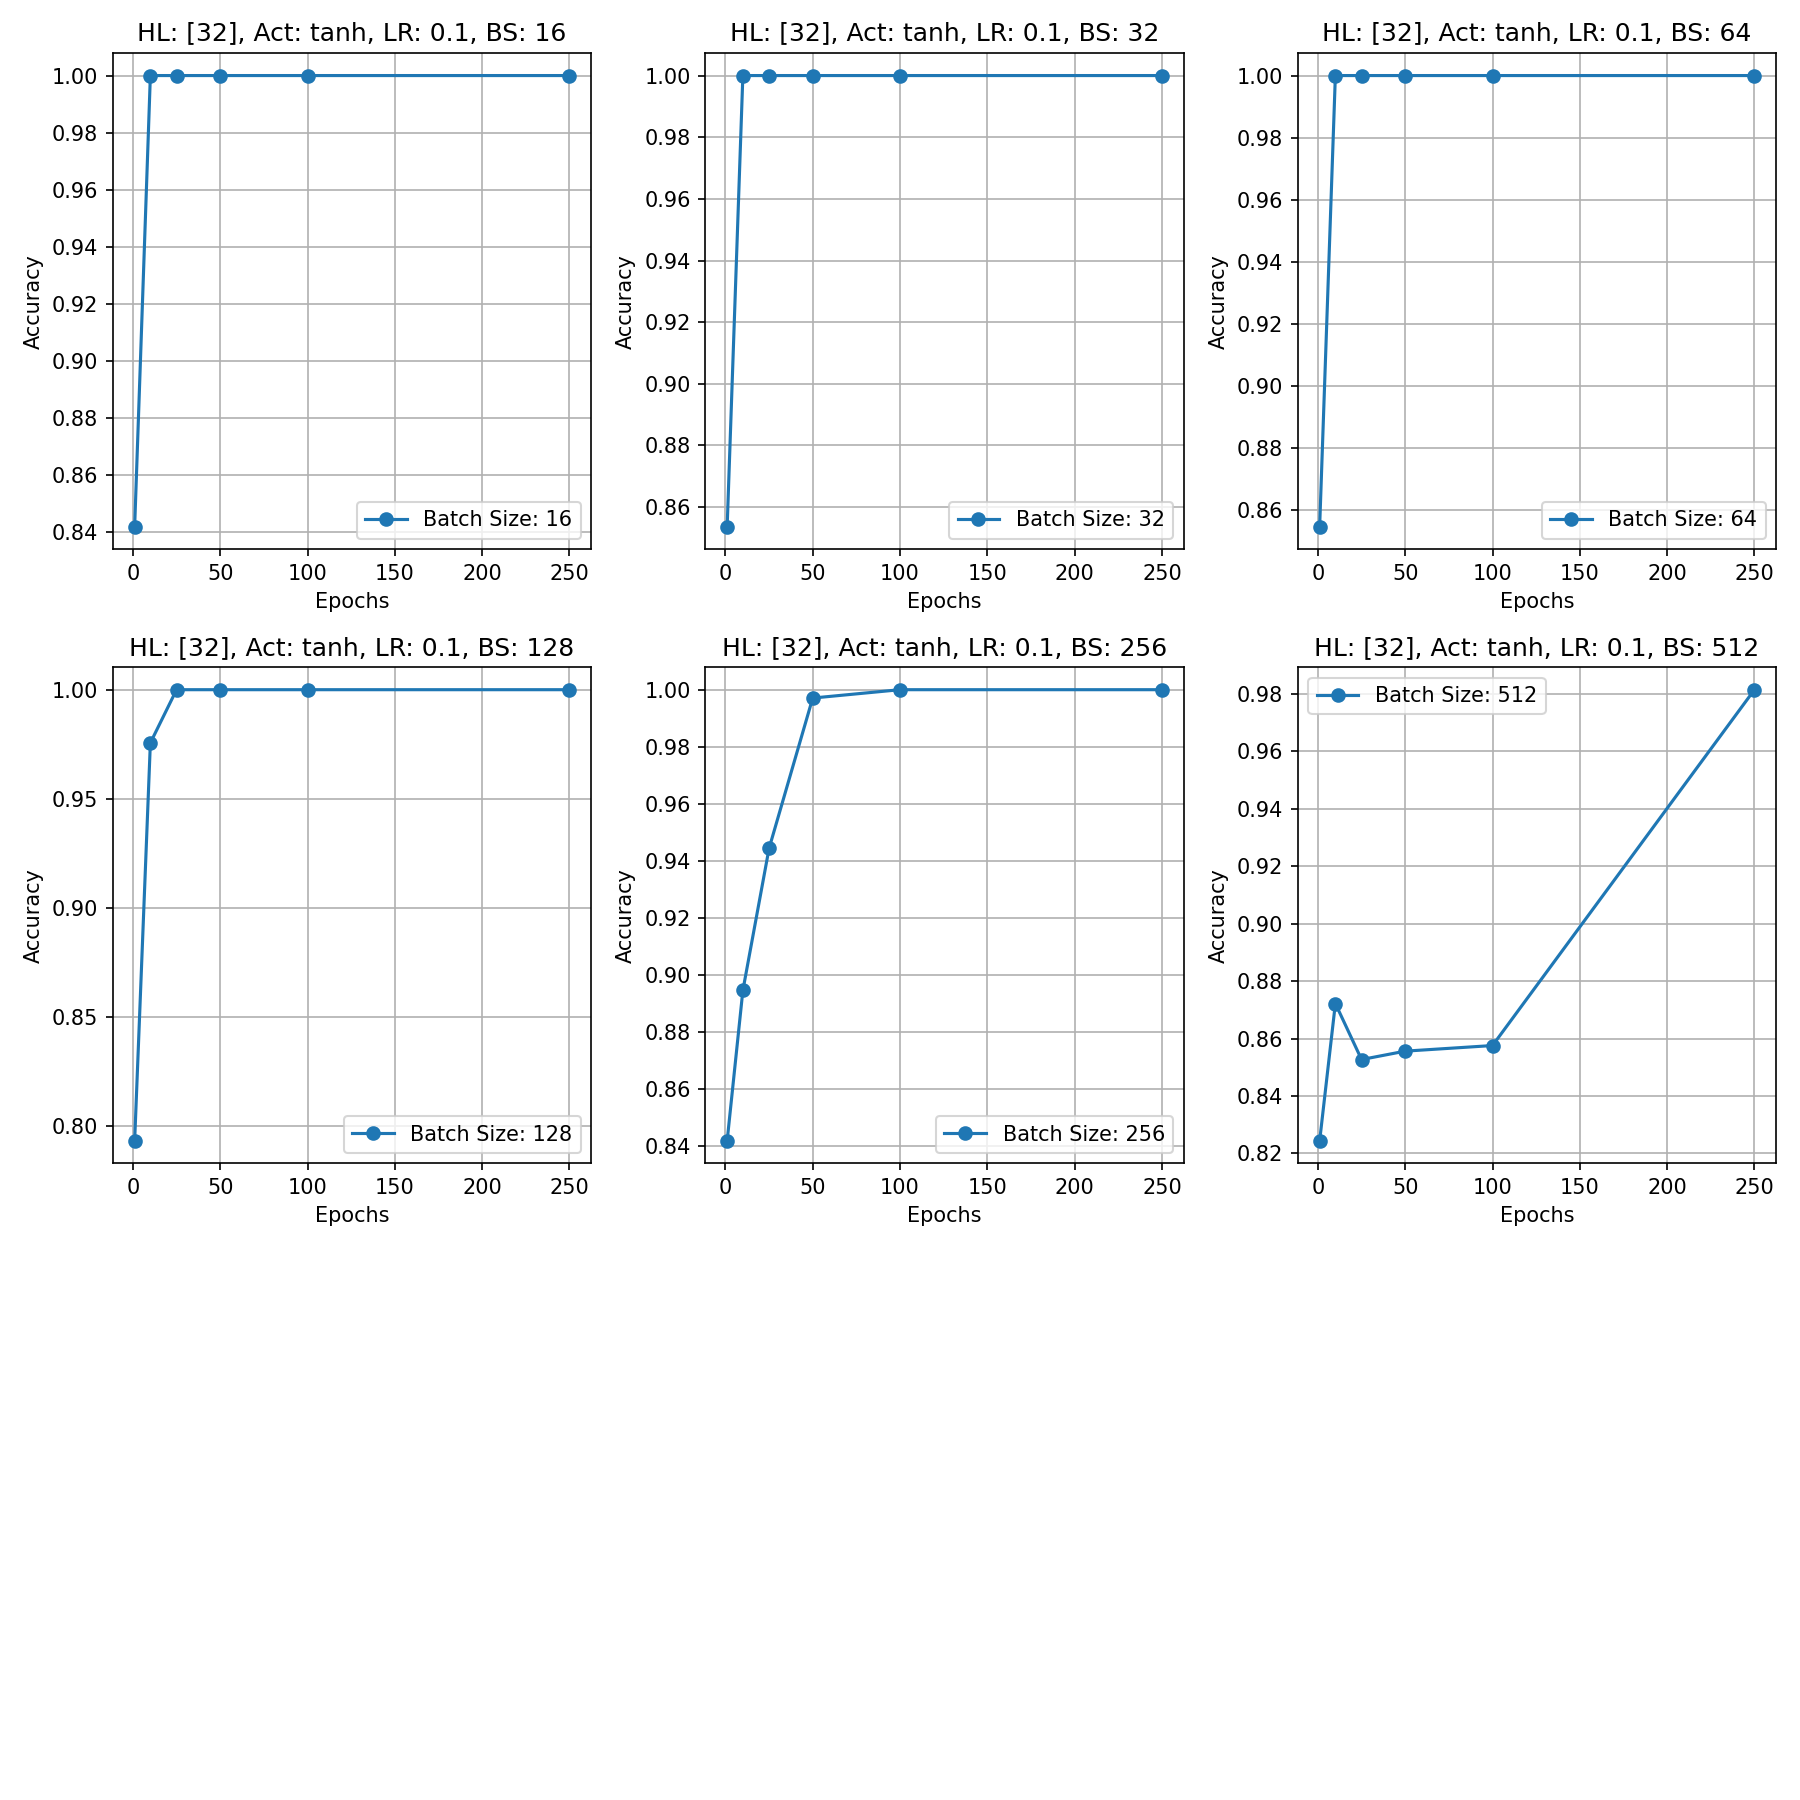 HL: [32], Act: tanh, LR: 0.1, BS: 16
1.00
0.98
0.96
0.94
0.92
0.90
0.88
0.86
0.84
Accuracy
Batch Size: 16
0 50 100 150 200 250
Epochs
HL: [32], Act: tanh, LR: 0.1, BS: 32
1.00
0.98
0.96
0.94
0.92
0.90
0.88
0.86
Accuracy
Batch Size: 32
0 50 100 150 200 250
Epochs
HL: [32], Act: tanh, LR: 0.1, BS: 64
1.00
0.98
0.96
0.94
0.92
0.90
0.88
0.86
Accuracy
Batch Size: 64
0 50 100 150 200 250
Epochs
HL: [32], Act: tanh, LR: 0.1, BS: 128
1.00
0.95
0.90
0.85
0.80
Accuracy
Batch Size: 128
0 50 100 150 200 250
Epochs
HL: [32], Act: tanh, LR: 0.1, BS: 256
1.00
0.98
0.96
0.94
0.92
0.90
0.88
0.86
0.84
Accuracy
Batch Size: 256
0 50 100 150 200 250
Epochs
HL: [32], Act: tanh, LR: 0.1, BS: 512
0.98
0.96
0.94
0.92
0.90
0.88
0.86
0.84
0.82
Accuracy
Batch Size: 512
0 50 100 150 200 250
Epochs